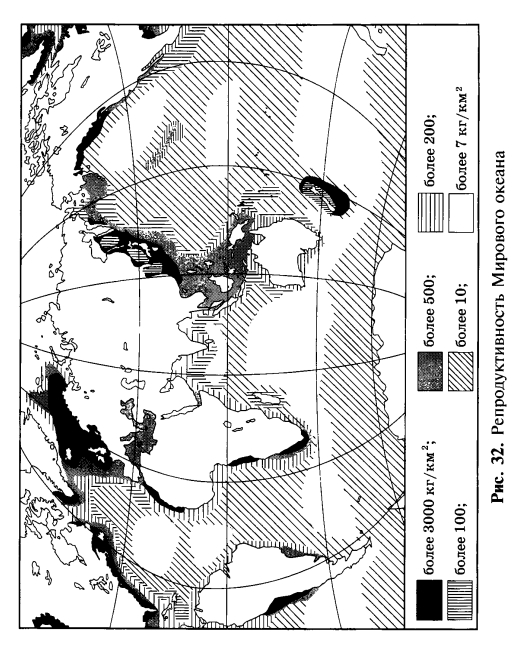 более 3000 кг/км²;
более 500;
более 200;
более 100;
более 10;
более 7 кг/км²
Рис. 32. Репродуктивность Мирового океана